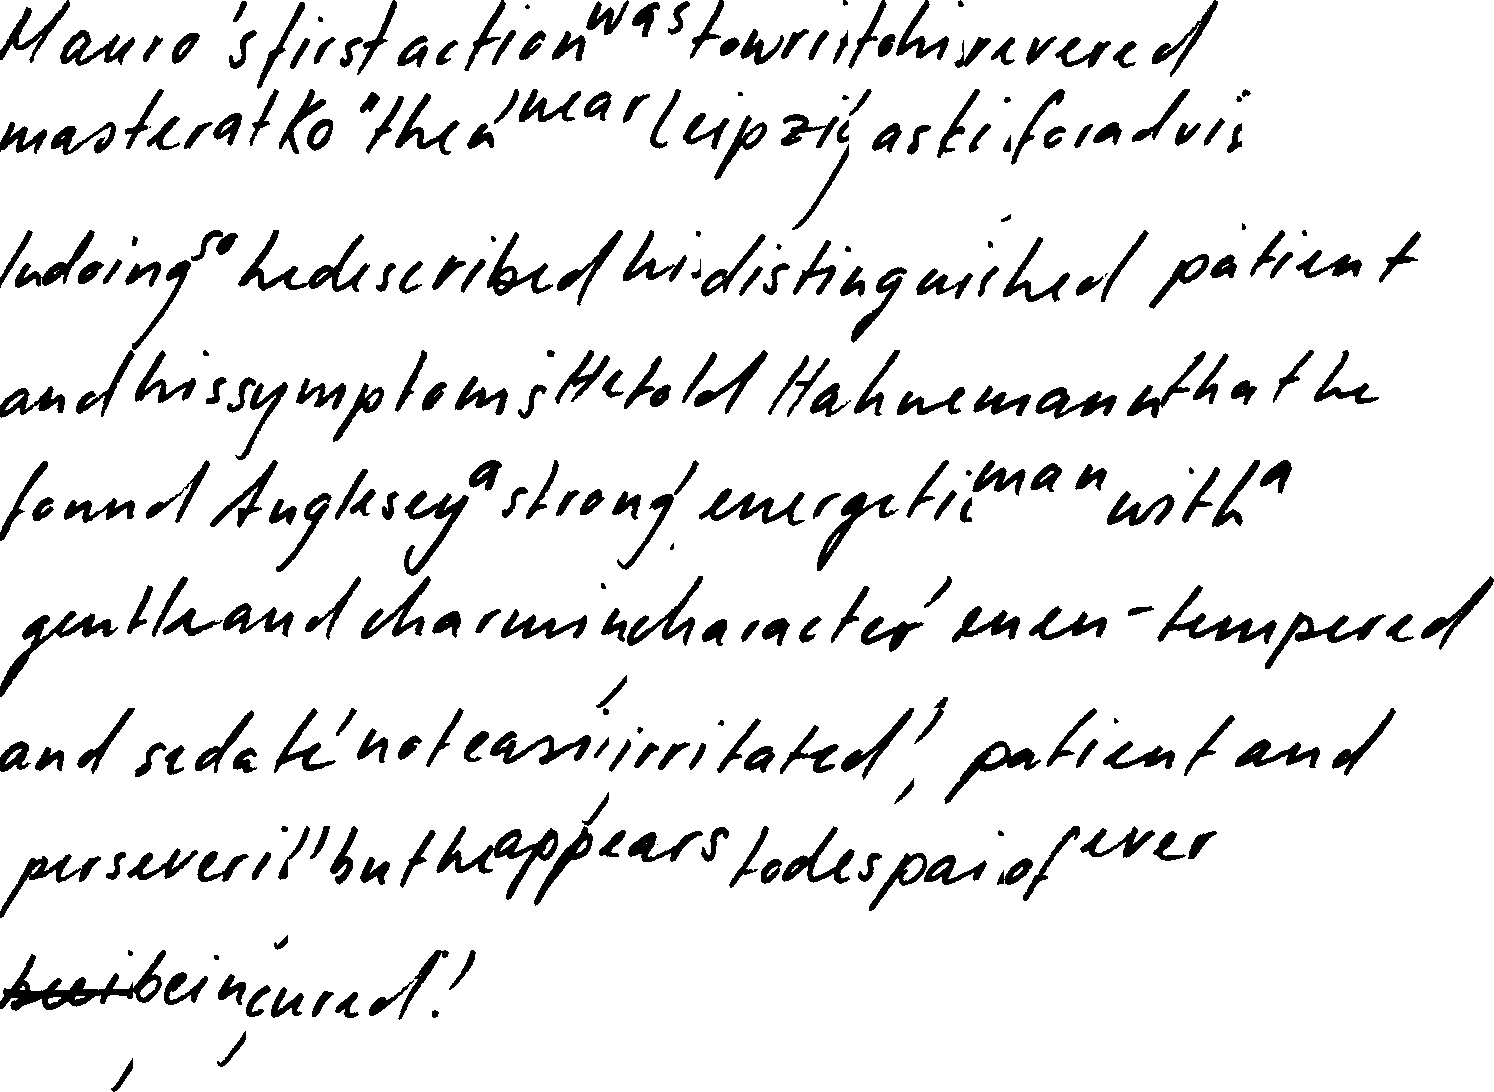 Mauro's first action was to write to his revered
master at Köthen, near Leipzig, asking for advice.
In doing so he described his distinguished patient
and his symptoms. He told Hahnemann that he
found Anglesey 'a strong, energetic man with a
gentle and charming character, even-tempered
and sedate, not easily irritated', patient and
persevering, 'but he appears to despair of ever
being cured.'